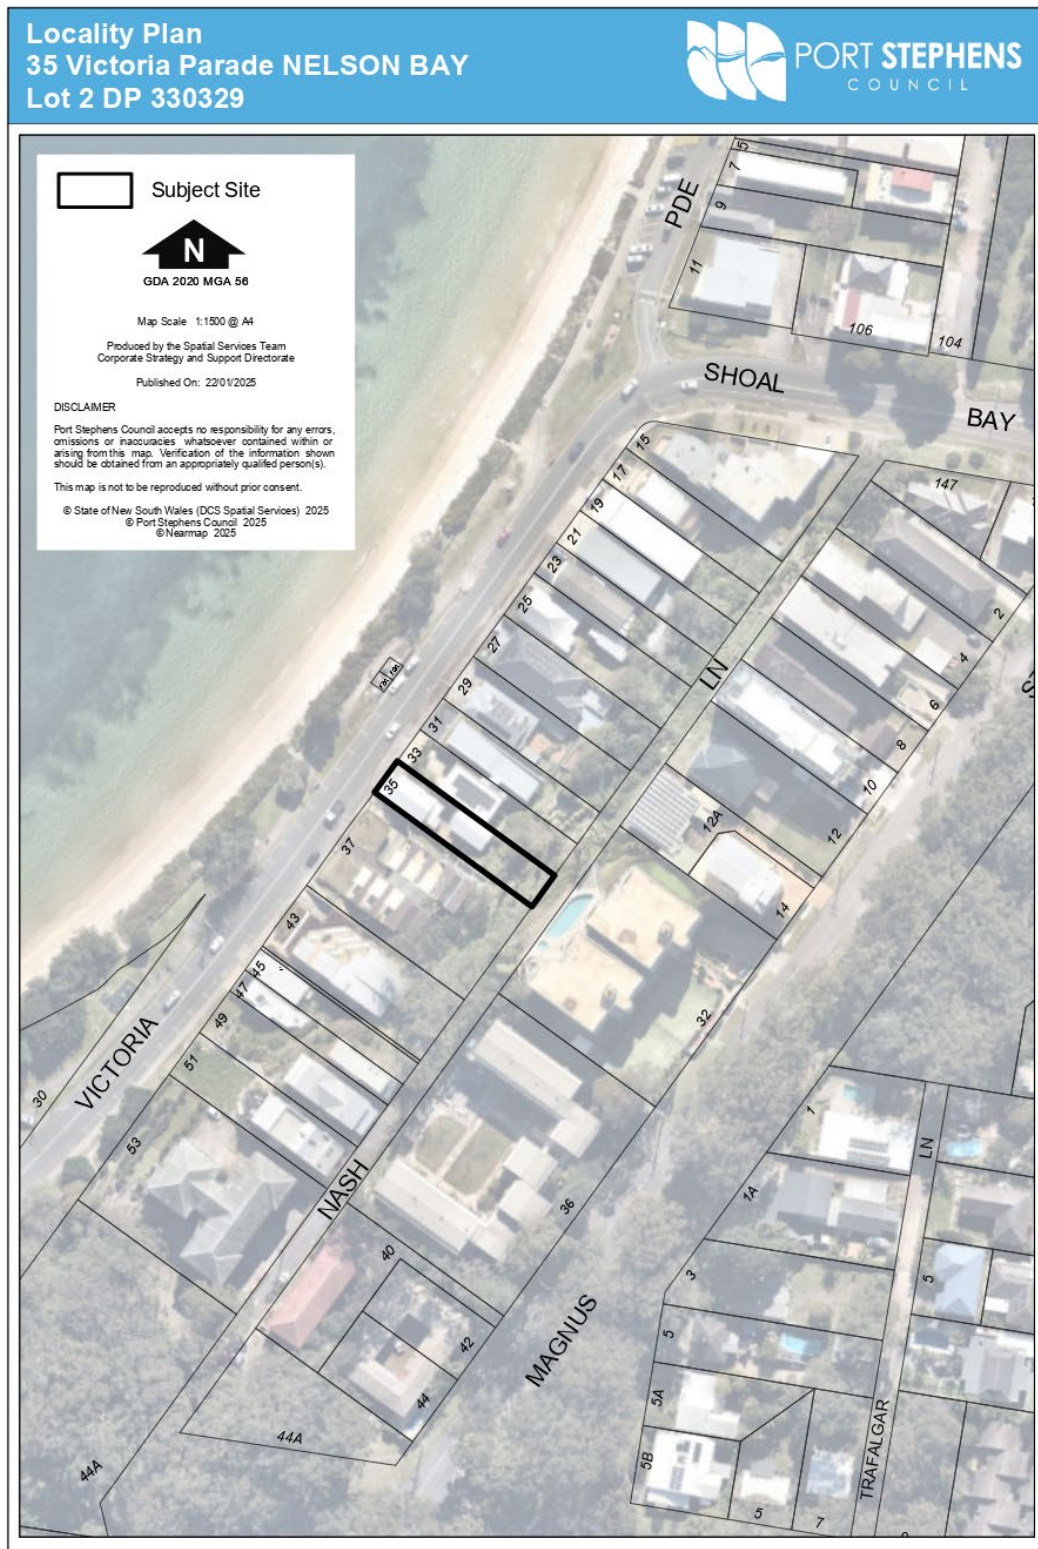 Locality Plan
35 Victoria Parade NELSON BAY
Lot 2 DP 330329
PORT STEPHENS
COUNCIL
Subject Site
N
GDA 2020 MGA 56
Map Scale 1:1500 @ A4
Produced by the Spatial Services Team
Corporate Strategy and Support Directorate
Published On: 22/01/2025
DISCLAIMER
Port Stephens Council accepts no responsibility for any errors,
omissions or inaccuracies whatsoever contained within or
arising from this map. Verification of the information shown
should be obtained from an appropriately qualified person(s).
This map is not to be reproduced without prior consent.
© State of New South Wales (DCS Spatial Services) 2025
© Port Stephens Council 2025
© Nearmap 2025
PDE
5
7
9
11
106
104
SHOAL
BAY
15
17
19
21
23
25
27
29
31
33
35
37
43
45
47
49
51
53
30
VICTORIA
LN
147
2
4
6
8
10
12
12A
14
32
36
NASH
40
42
44
44A
44A
MAGNUS
1
1A
3
5
5A
5B
5
7
LN
5
TRAFALGAR